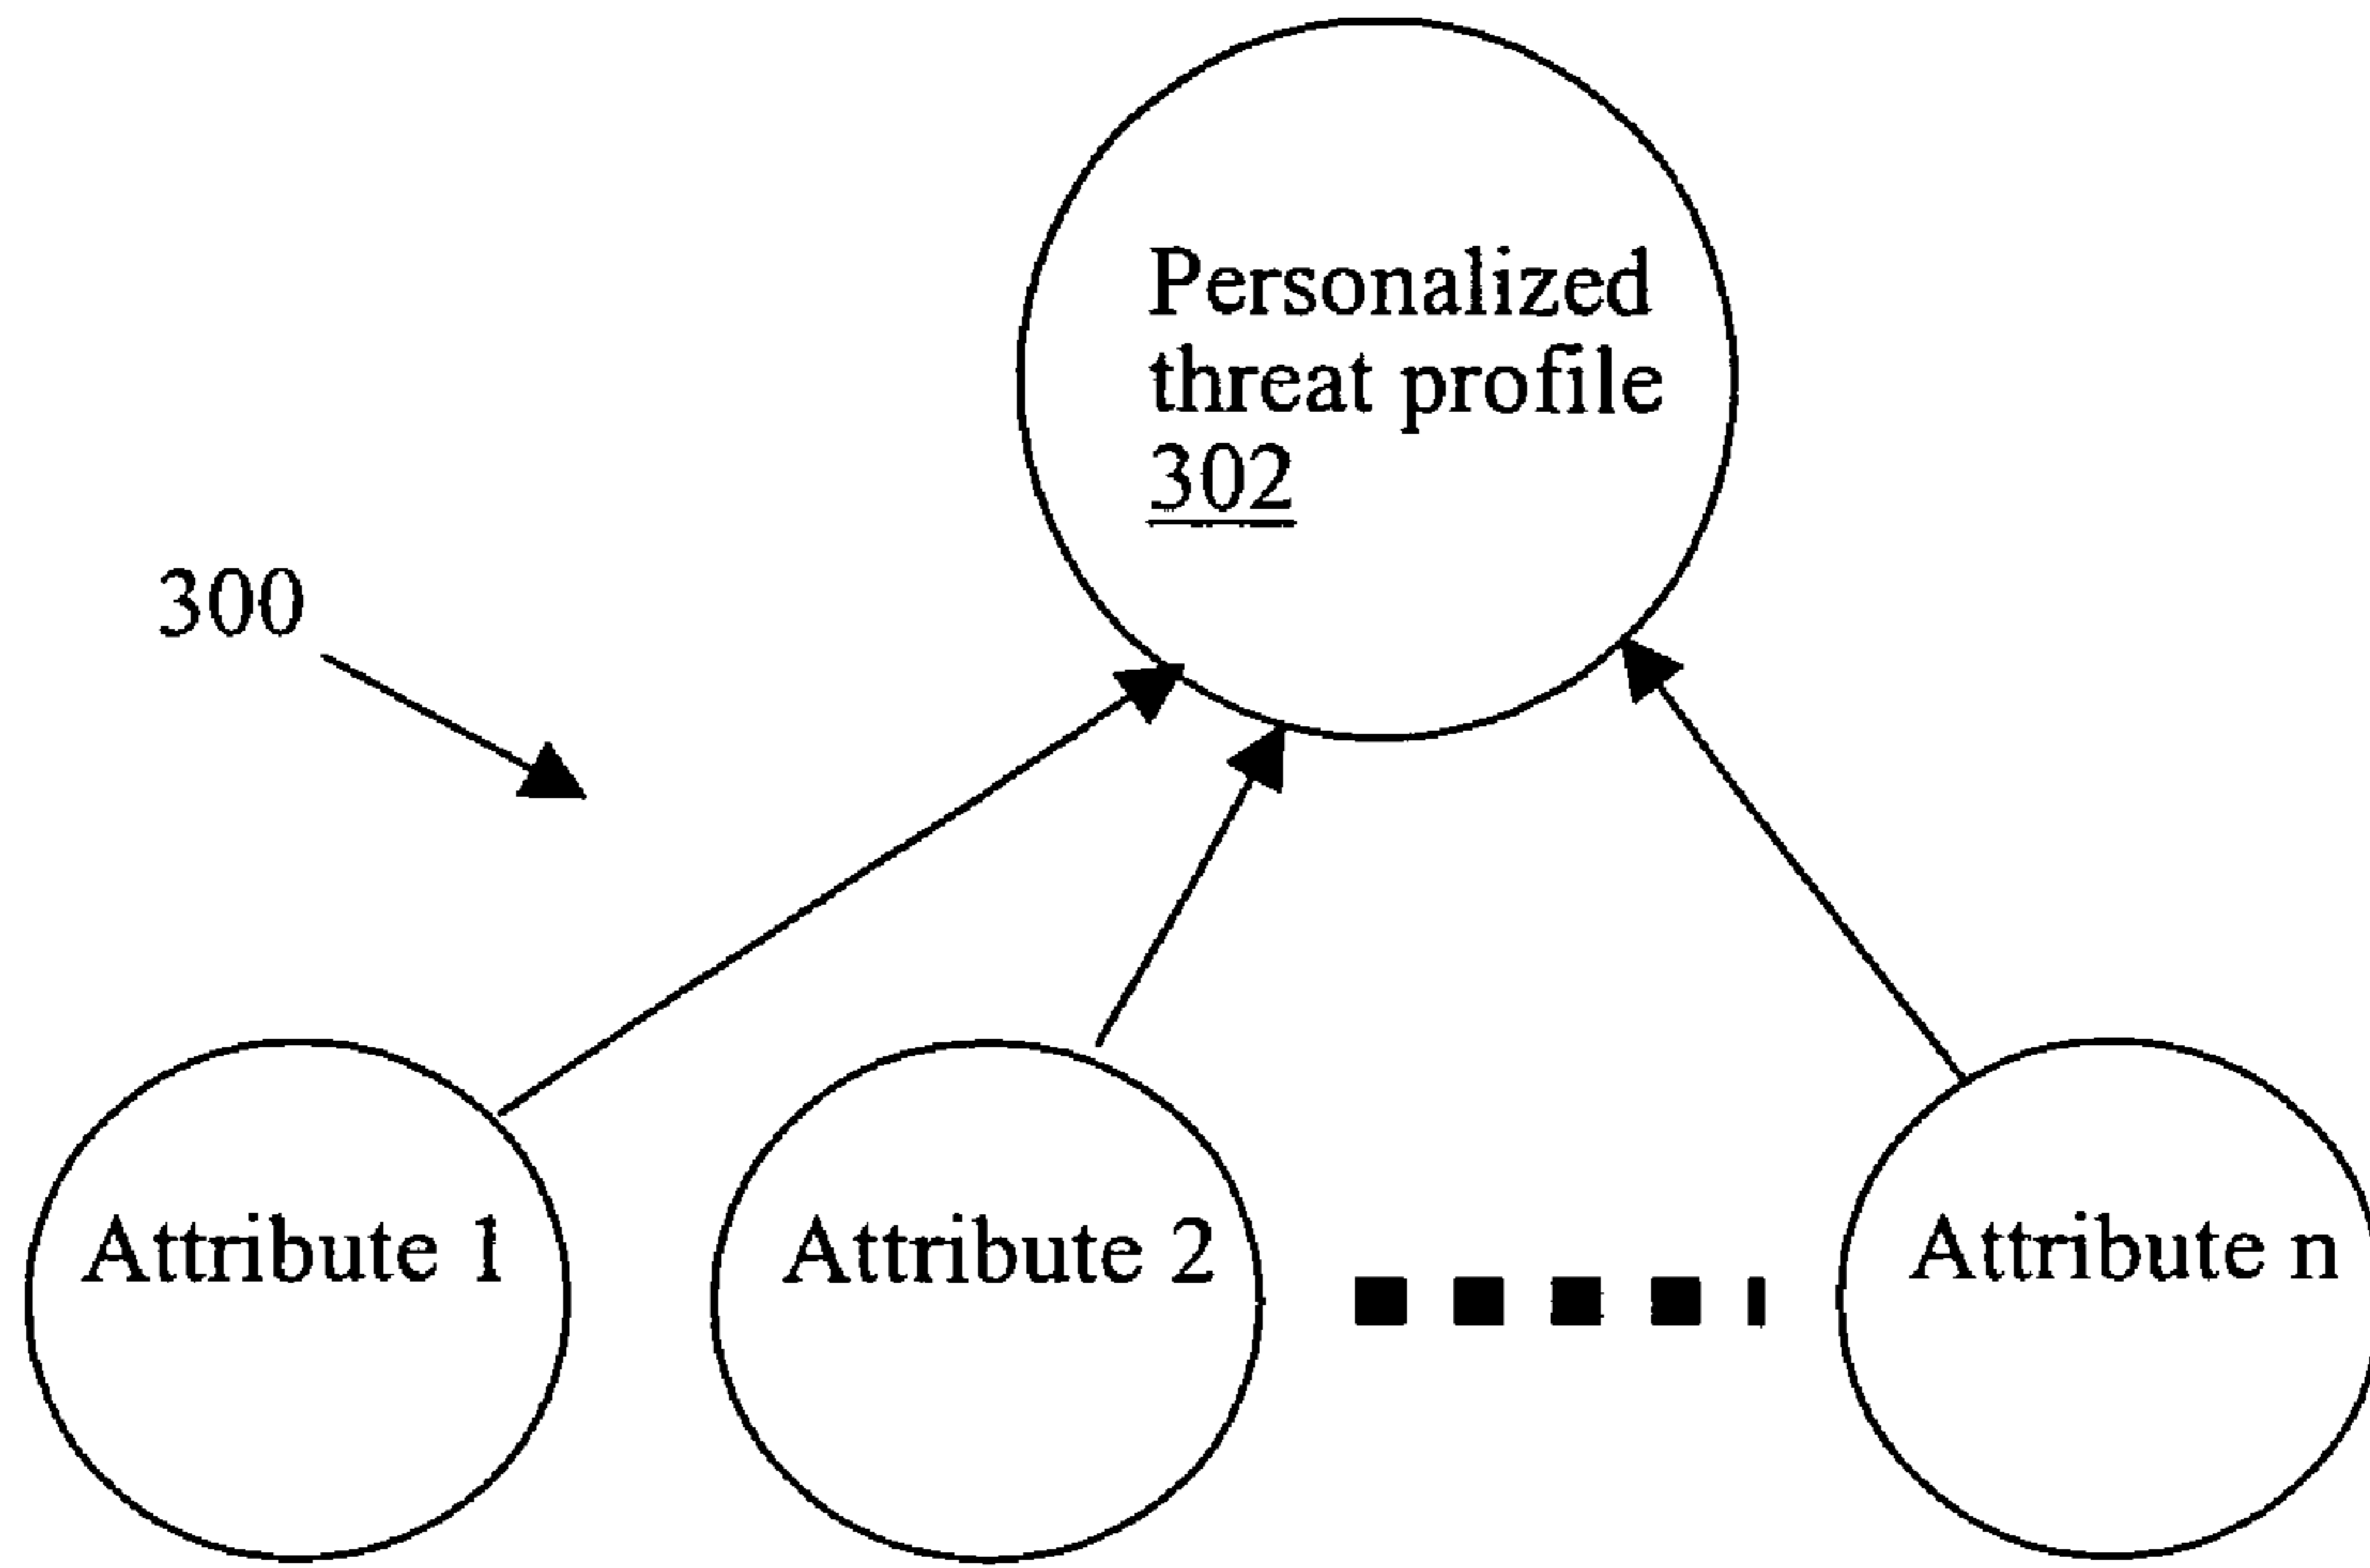 Personalized
threat profile
302
300
Attribute 1
Attribute 2
Attribute n